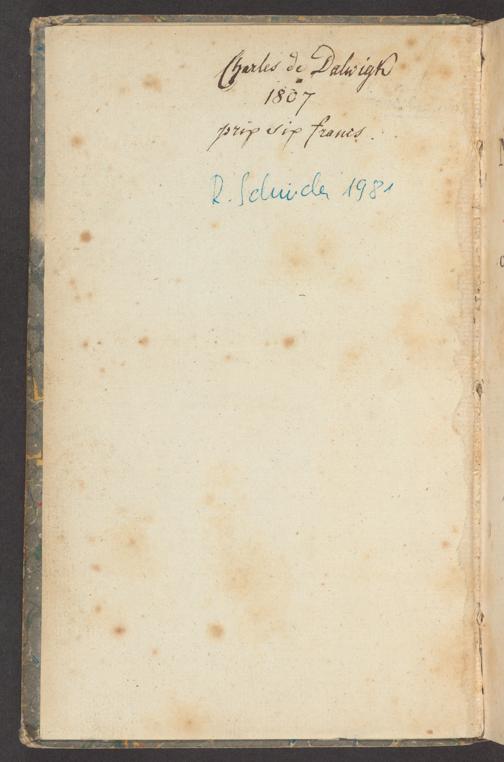 Charles de Dalwigk
1807
prix six francs.
R. Schneider 1981